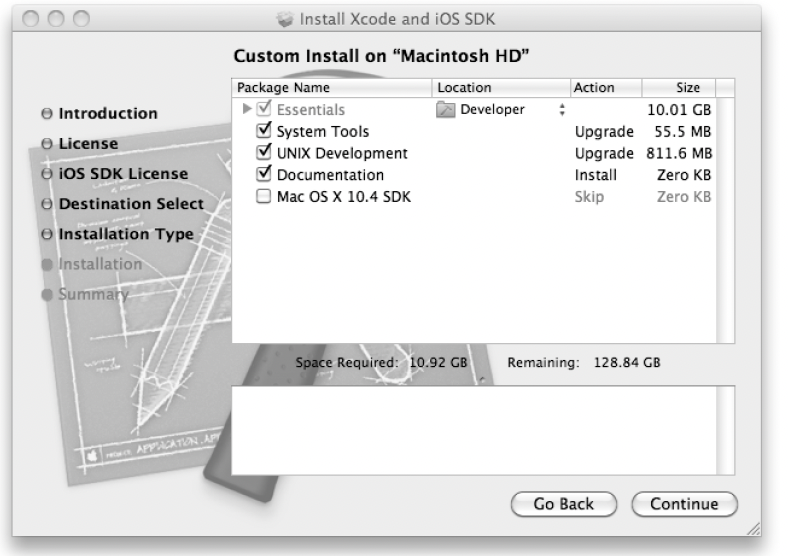 Install Xcode and iOS SDK
Custom Install on “Macintosh HD”
Introduction
License
iOS SDK License
Destination Select
Installation Type
Installation
Summary
Package Name Location Action Size
Essentials Developer 10.01 GB
System Tools Upgrade 55.5 MB
UNIX Development Upgrade 811.6 MB
Documentation Install Zero KB
Mac OS X 10.4 SDK Skip Zero KB
Space Required: 10.92 GB Remaining: 128.84 GB
APPLICATION.APP
Go Back Continue